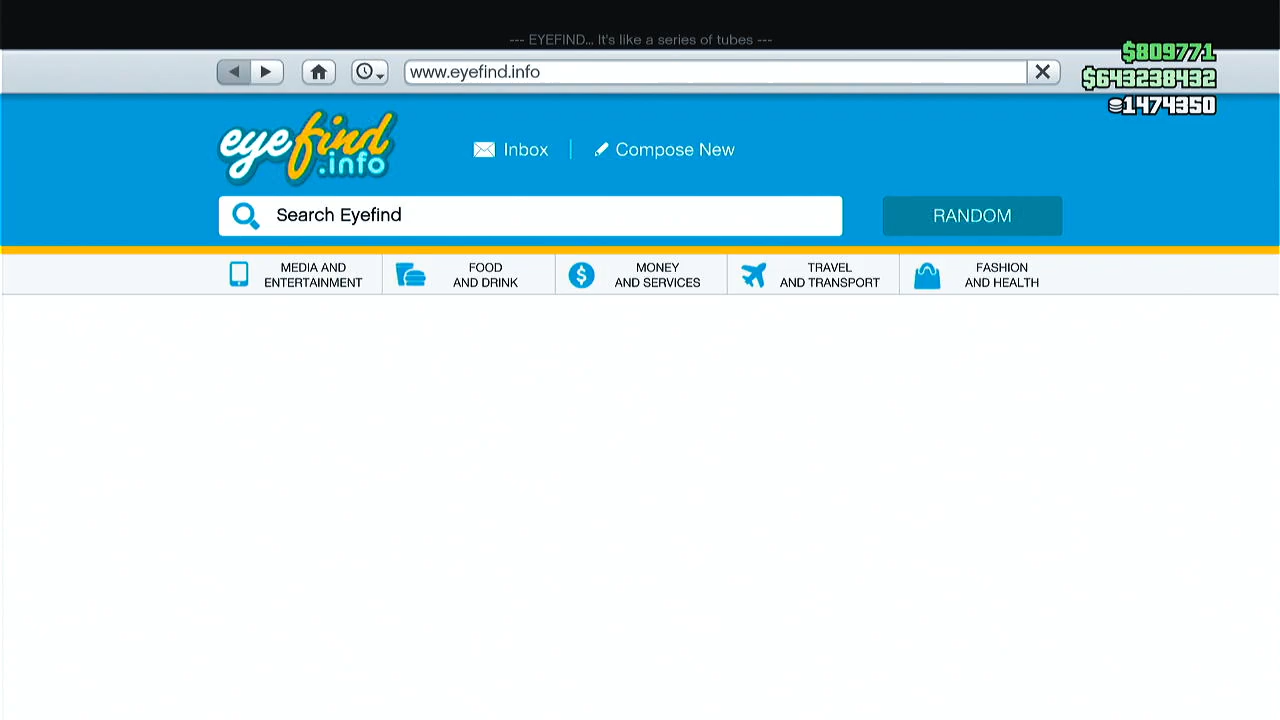 --- EYEFIND... It's like a series of tubes ---
www.eyefind.info
$809771
$643238432
1474350
eyefind
.info
Inbox
Compose New
Search Eyefind
RANDOM
MEDIA AND
ENTERTAINMENT
FOOD
AND DRINK
MONEY
AND SERVICES
TRAVEL
AND TRANSPORT
FASHION
AND HEALTH